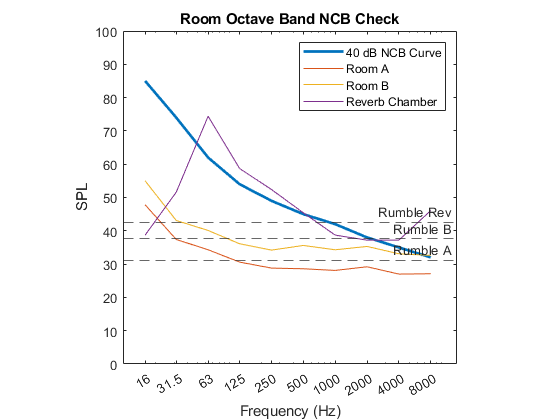 Room Octave Band NCB Check
100
90
80
70
60
50
40
30
20
10
0
SPL
40 dB NCB Curve
Room A
Room B
Reverb Chamber
Rumble Rev
Rumble B
Rumble A
16 31.5 63 125 250 500 1000 2000 4000 8000
Frequency (Hz)